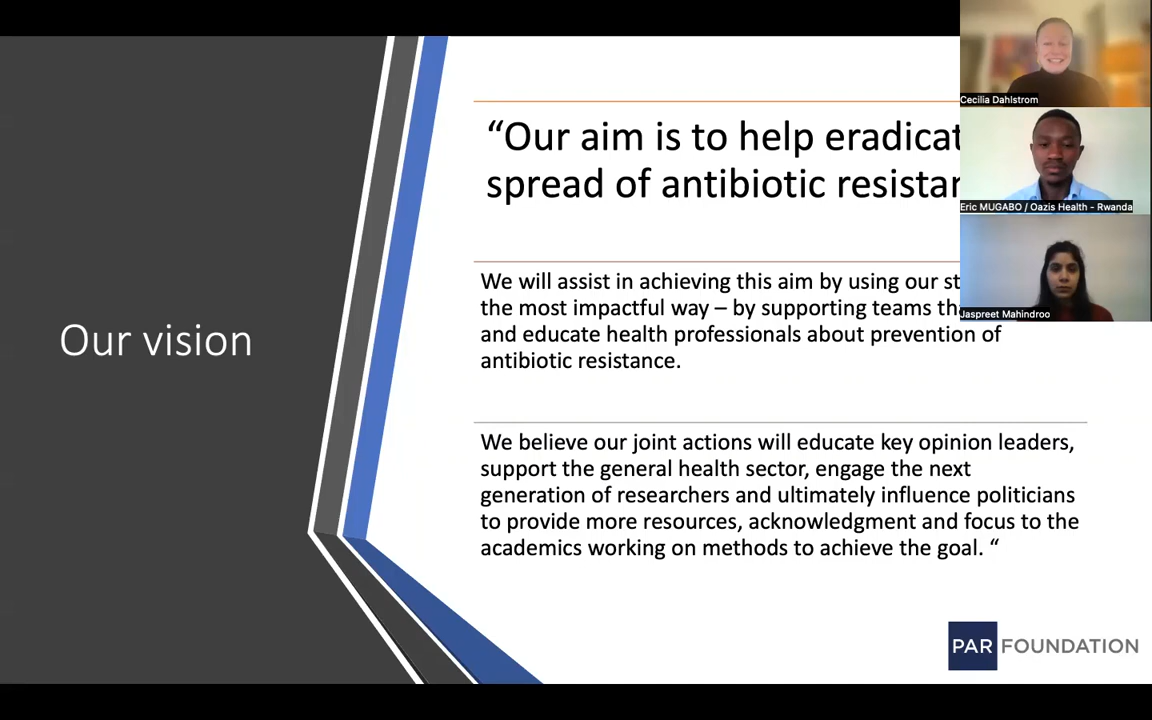 Our vision
“Our aim is to help eradicat
spread of antibiotic resistan
We will assist in achieving this aim by using our st
the most impactful way – by supporting teams tha
and educate health professionals about prevention of
antibiotic resistance.
We believe our joint actions will educate key opinion leaders,
support the general health sector, engage the next
generation of researchers and ultimately influence politicians
to provide more resources, acknowledgment and focus to the
academics working on methods to achieve the goal. “
PAR FOUNDATION
Cecilia Dahlstrom
Eric MUGABO / Oazis Health - Rwanda
Jaspreet Mahindroo